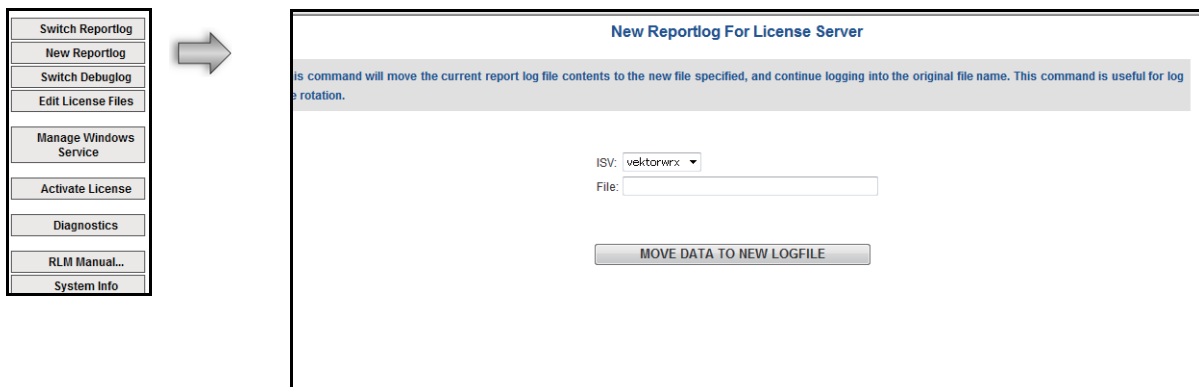 Switch Reportlog
New Reportlog
Switch Debuglog
Edit License Files
Manage Windows
Service
Activate License
Diagnostics
RLM Manual...
System Info
New Reportlog For License Server
is command will move the current report log file contents to the new file specified, and continue logging into the original file name. This command is useful for log
e rotation.
ISV: vektorwrx
File:
MOVE DATA TO NEW LOGFILE